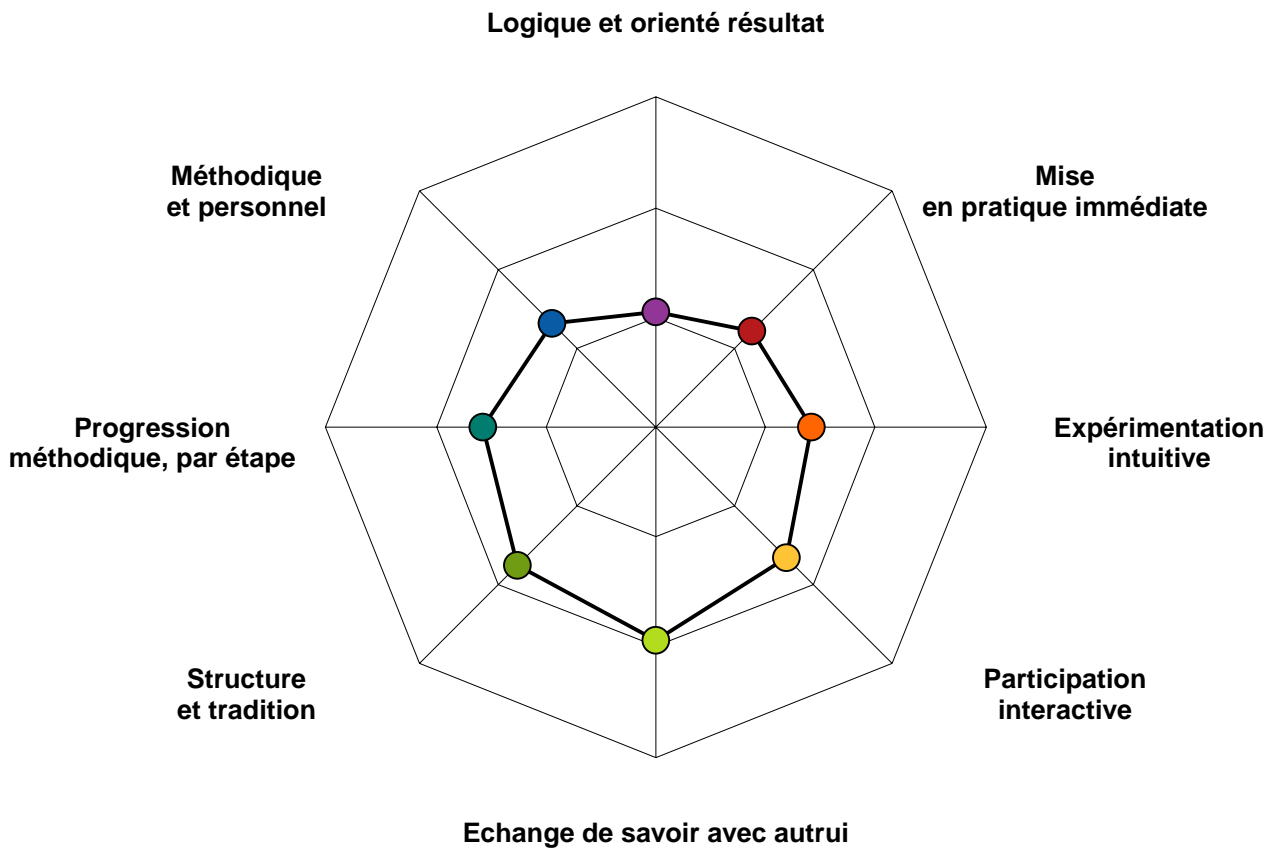 Logique et orienté résultat
Méthodique
et personnel
Mise
en pratique immédiate
Progression
méthodique, par étape
Expérimentation
intuitive
Structure
et tradition
Participation
interactive
Echange de savoir avec autrui